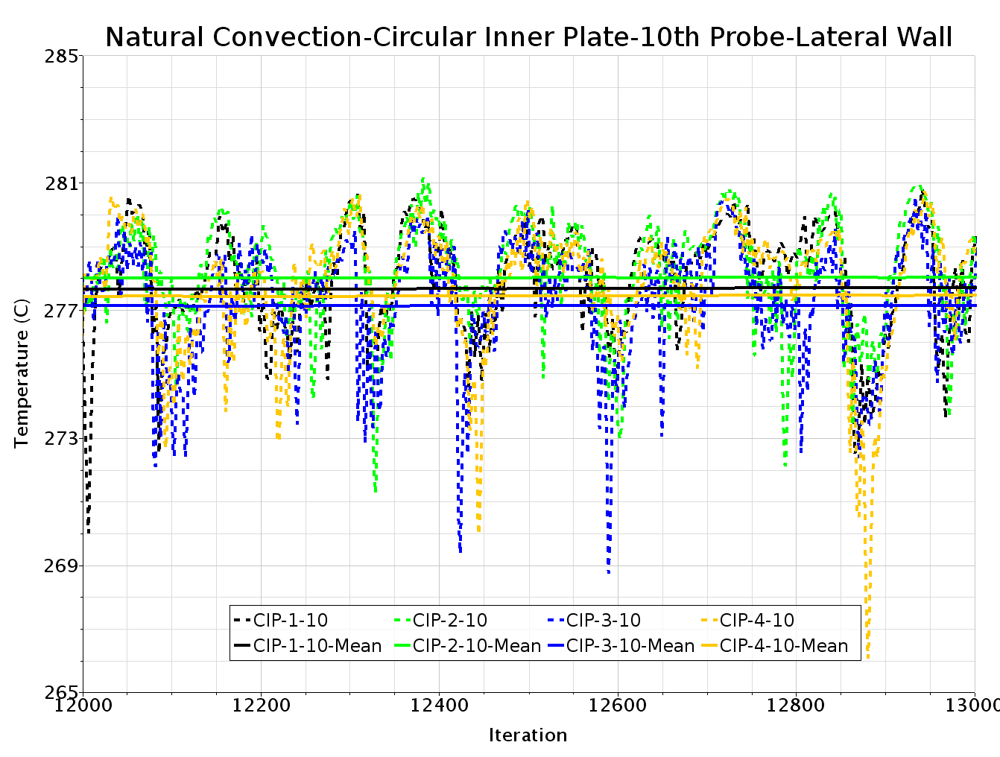 Natural Convection-Circular Inner Plate-10th Probe-Lateral Wall
285
281
277
273
269
265
Temperature (C)
CIP-1-10 CIP-2-10 CIP-3-10 CIP-4-10
CIP-1-10-Mean CIP-2-10-Mean CIP-3-10-Mean CIP-4-10-Mean
12000 12200 12400 12600 12800 13000
Iteration